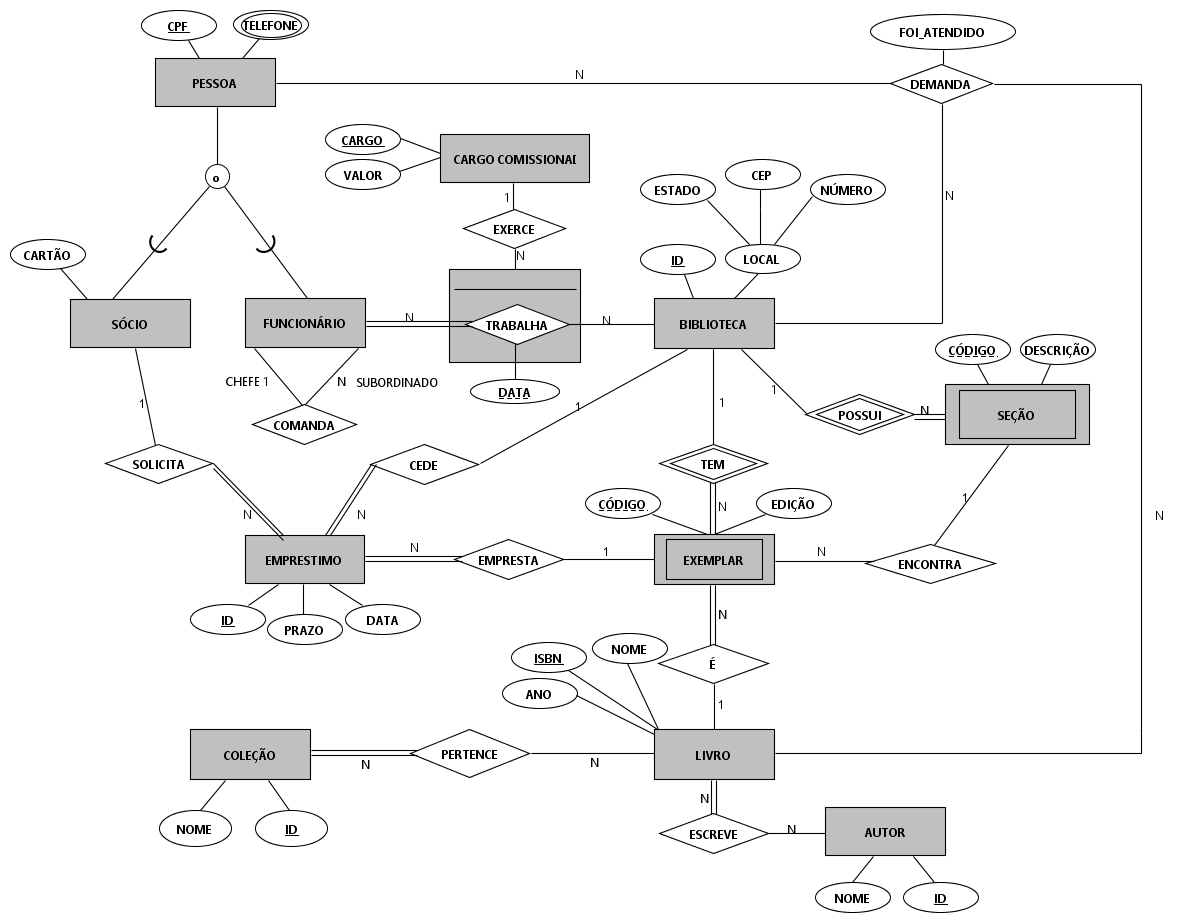 CPF
TELEFONE
FOI_ATENDIDO
PESSOA
N
DEMANDA
CARGO
VALOR
CARGO COMISSIONAI
o
1
EXERCE
N
ESTADO
CEP
NÚMERO
N
CARTÃO
ID
LOCAL
SÓCIO
FUNCIONÁRIO
N
TRABALHA
N
BIBLIOTECA
CHEFE 1
N
SUBORDINADO
DATA
CÓDIGO
DESCRIÇÃO
1
1
1
1
COMANDA
POSSUI
N
SEÇÃO
SOLICITA
CEDE
TEM
N
N
CÓDIGO
N
EDIÇÃO
1
N
EMPRESTIMO
N
EMPRESTA
1
EXEMPLAR
N
ENCONTRA
ID
PRAZO
DATA
N
ISBN
NOME
É
ANO
1
COLEÇÃO
N
PERTENCE
N
LIVRO
N
NOME
ID
ESCREVE
N
AUTOR
NOME
ID